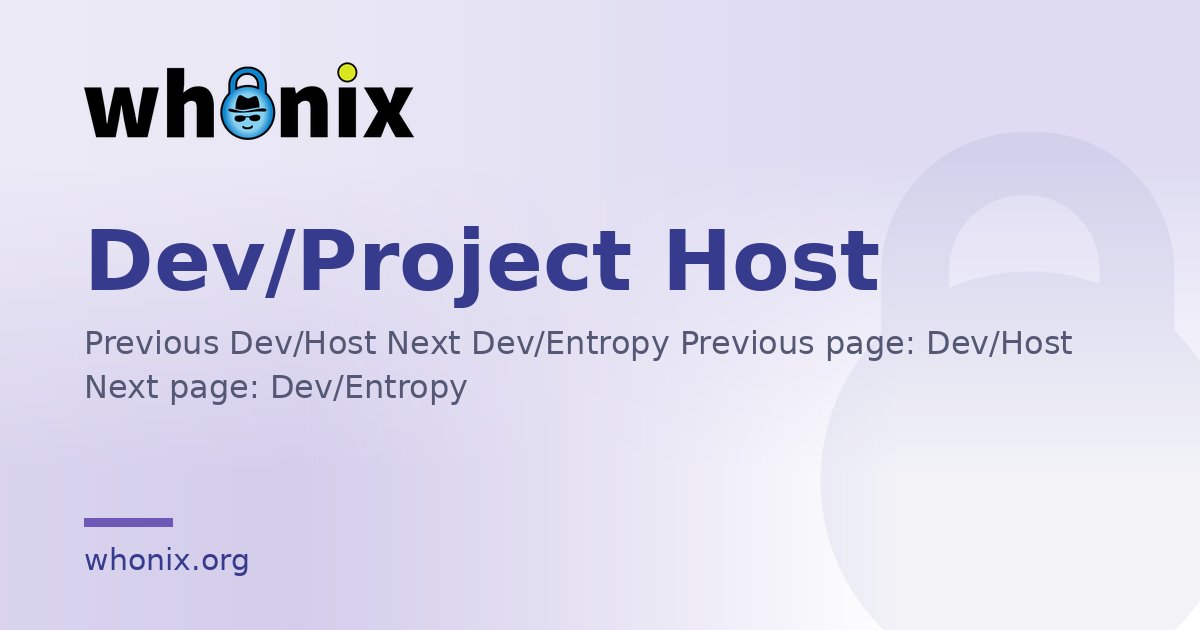 whonix
Dev/Project Host
Previous Dev/Host Next Dev/Entropy Previous page: Dev/Host
Next page: Dev/Entropy
whonix.org